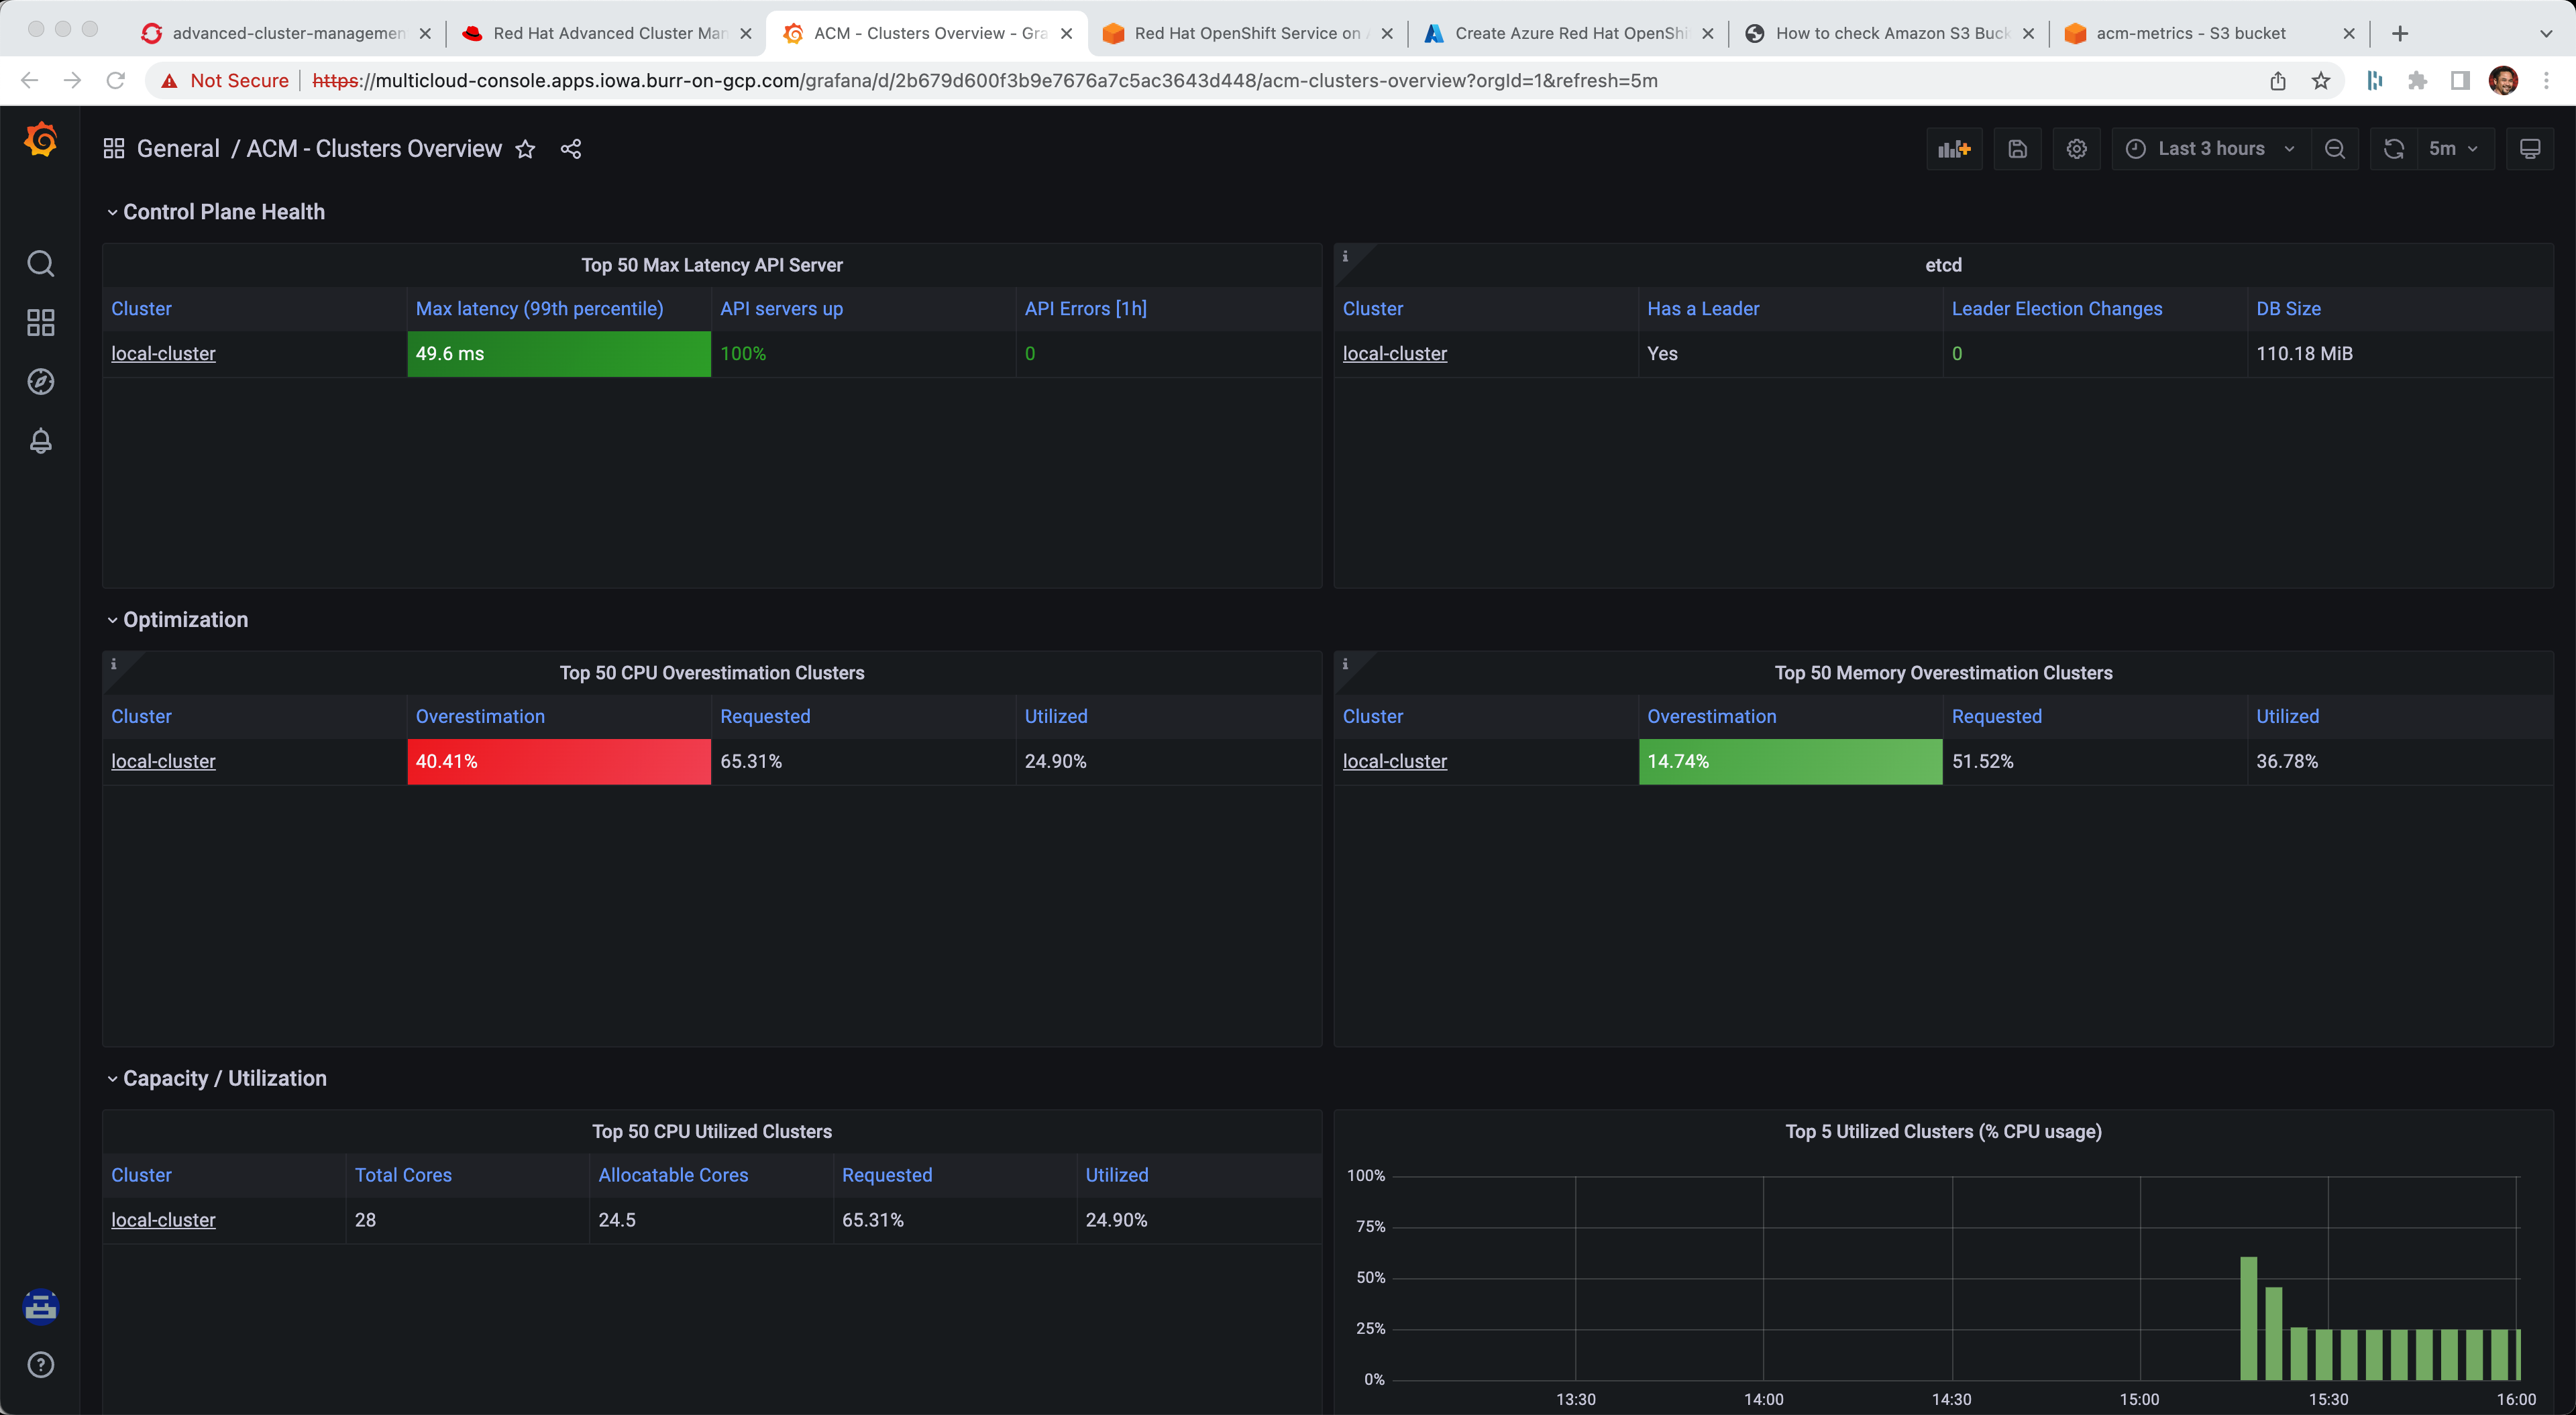 advanced-cluster-managemen
Red Hat Advanced Cluster Man
ACM - Clusters Overview - Gra
Red Hat OpenShift Service on A
Create Azure Red Hat OpenShi
How to check Amazon S3 Buck
acm-metrics - S3 bucket
Not Secure https://multicloud-console.apps.iowa.burr-on-gcp.com/grafana/d/2b679d600f3b9e7676a7c5ac3643d448/acm-clusters-overview?orgId=1&refresh=5m
General / ACM - Clusters Overview
Last 3 hours
5m
Control Plane Health
Top 50 Max Latency API Server
Cluster Max latency (99th percentile) API servers up API Errors [1h]
local-cluster 49.6 ms 100% 0
etcd
Cluster Has a Leader Leader Election Changes DB Size
local-cluster Yes 0 110.18 MiB
Optimization
Top 50 CPU Overestimation Clusters
Cluster Overestimation Requested Utilized
local-cluster 40.41% 65.31% 24.90%
Top 50 Memory Overestimation Clusters
Cluster Overestimation Requested Utilized
local-cluster 14.74% 51.52% 36.78%
Capacity / Utilization
Top 50 CPU Utilized Clusters
Cluster Total Cores Allocatable Cores Requested Utilized
local-cluster 28 24.5 65.31% 24.90%
Top 5 Utilized Clusters (% CPU usage)
100%
75%
50%
25%
0%
13:30 14:00 14:30 15:00 15:30 16:00